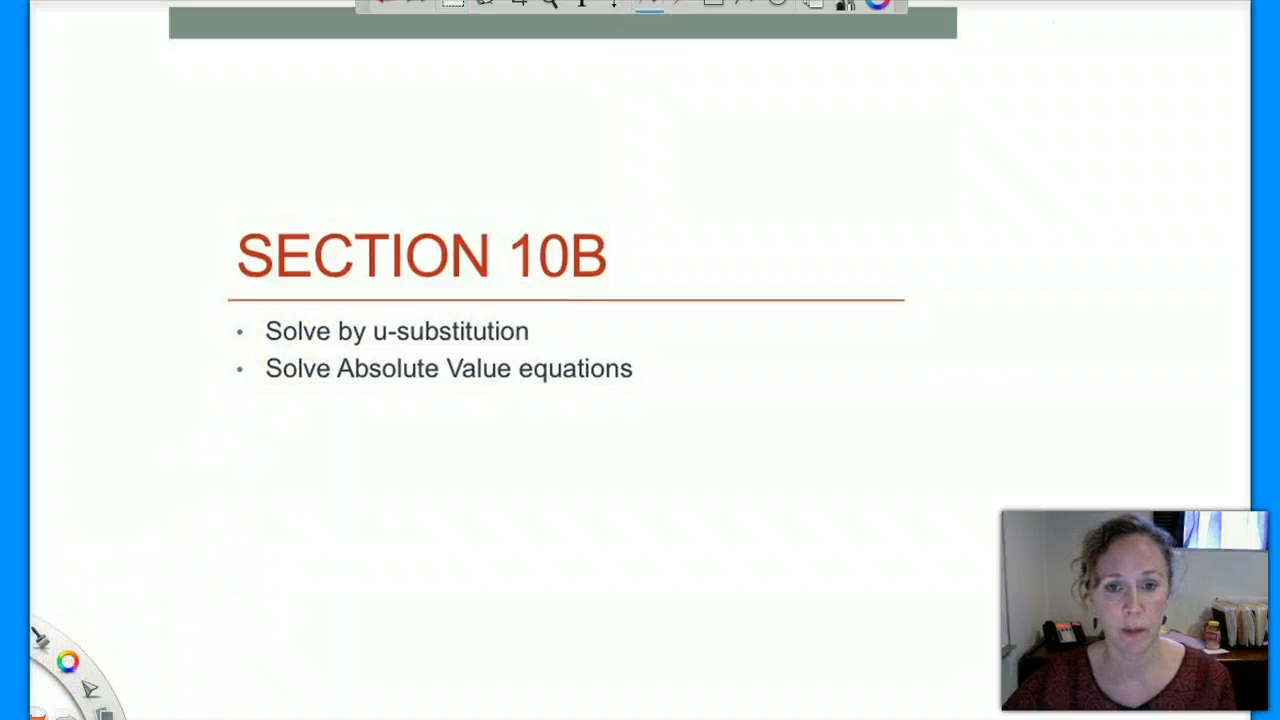 SECTION 10B
• Solve by u-substitution
• Solve Absolute Value equations